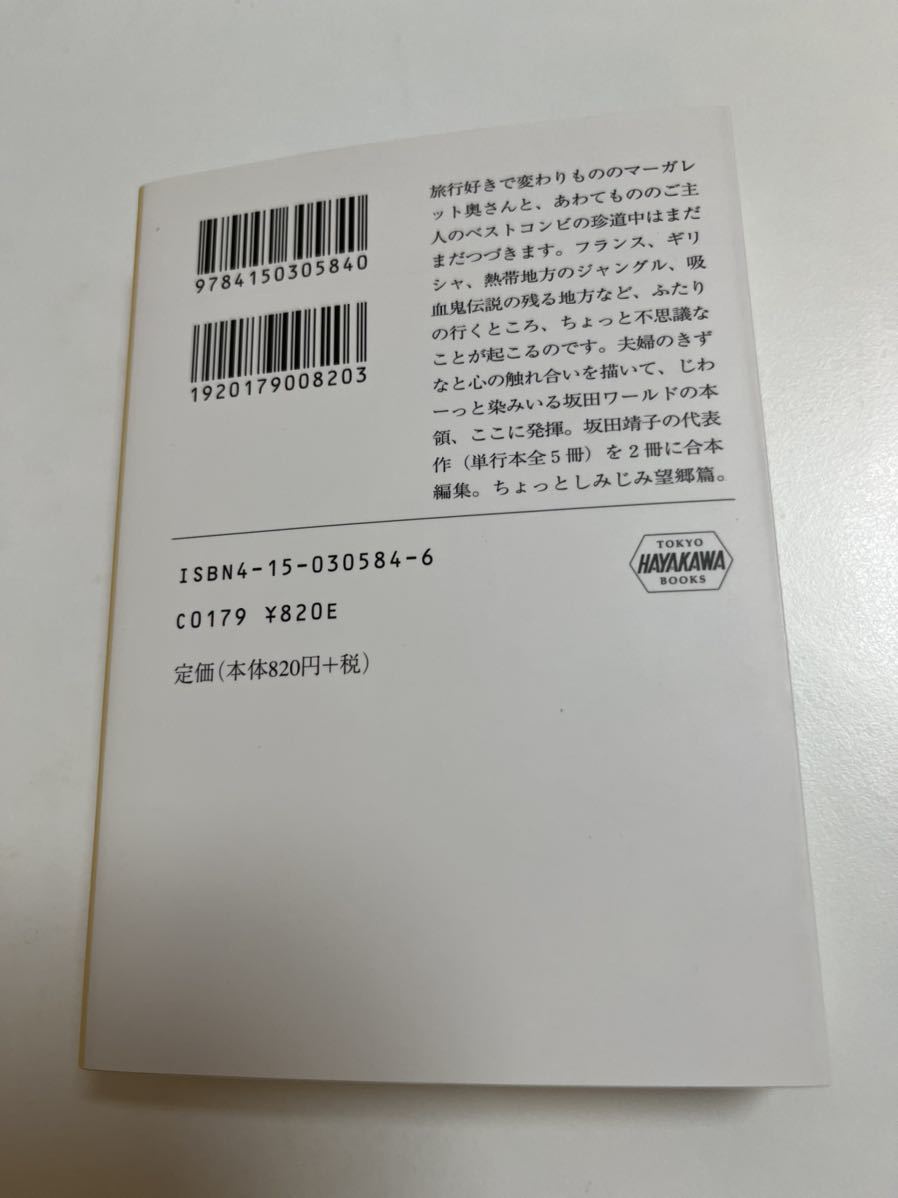 9784150305840
1920179008203
旅行好きで変わりもののマーガレ
ット奥さんと、あわてもののご主
人のベストコンビの珍道中はまだ
まだつづきます。フランス、ギリ
シャ、熱帯地方のジャングル、吸
血鬼伝説の残る地方など、ふたり
の行くところ、ちょっと不思議な
ことが起こるのです。夫婦のきず
なと心の触れ合いを描いて、じわ
ーっと染みいる坂田ワールドの本
領、ここに発揮。坂田靖子の代表
作（単行本全５冊）を２冊に合本
編集。ちょっとしみじみ望郷篇。
ISBN4-15-030584-6
C0179 ¥820E
定価(本体820円+税)
TOKYO
HAYAKAWA
BOOKS